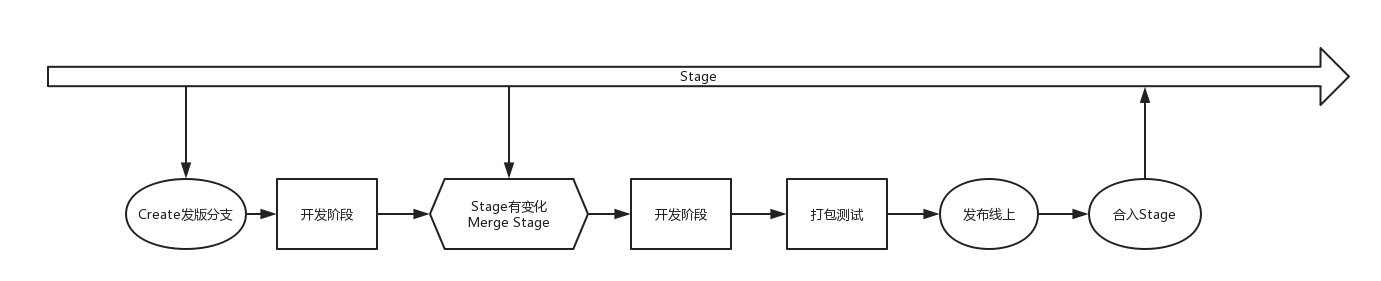 Stage
Create发版分支
开发阶段
Stage有变化
Merge Stage
开发阶段
打包测试
发布线上
合入Stage